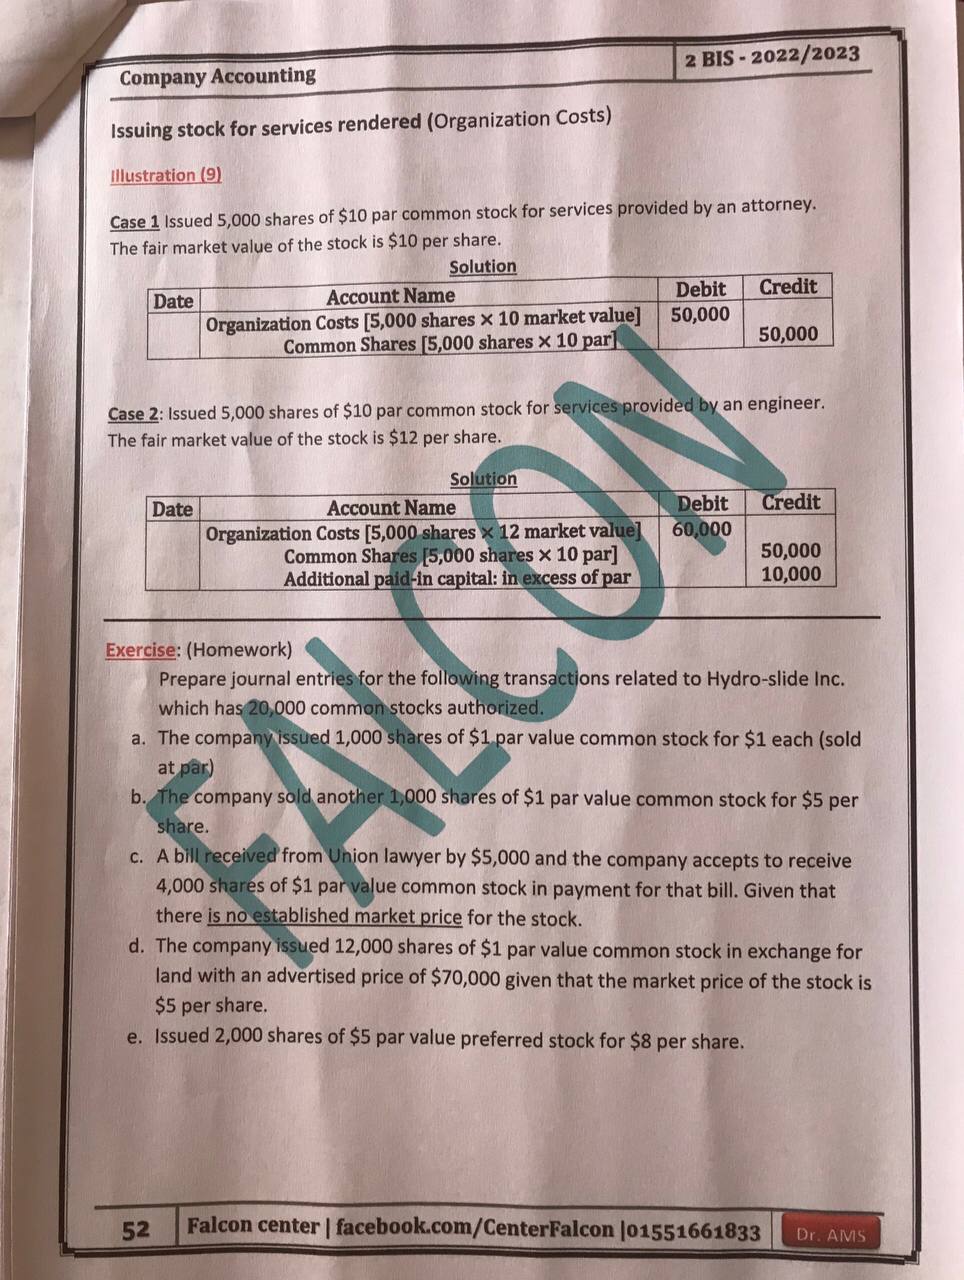 Company Accounting
2 BIS - 2022/2023
Issuing stock for services rendered (Organization Costs)
Illustration (9)
Case 1 Issued 5,000 shares of $10 par common stock for services provided by an attorney.
The fair market value of the stock is $10 per share.
Solution
Date Account Name Debit Credit
Organization Costs [5,000 shares × 10 market value] 50,000
Common Shares [5,000 shares × 10 par] 50,000
Case 2: Issued 5,000 shares of $10 par common stock for services provided by an engineer.
The fair market value of the stock is $12 per share.
Solution
Date Account Name Debit Credit
Organization Costs [5,000 shares × 12 market value] 60,000
Common Shares [5,000 shares × 10 par] 50,000
Additional paid-in capital: in excess of par 10,000
FALCON
Exercise: (Homework)
Prepare journal entries for the following transactions related to Hydro-slide Inc.
which has 20,000 common stocks authorized.
a. The company issued 1,000 shares of $1 par value common stock for $1 each (sold
at par)
b. The company sold another 1,000 shares of $1 par value common stock for $5 per
share.
c. A bill received from Union lawyer by $5,000 and the company accepts to receive
4,000 shares of $1 par value common stock in payment for that bill. Given that
there is no established market price for the stock.
d. The company issued 12,000 shares of $1 par value common stock in exchange for
land with an advertised price of $70,000 given that the market price of the stock is
$5 per share.
e. Issued 2,000 shares of $5 par value preferred stock for $8 per share.
52 Falcon center | facebook.com/CenterFalcon |01551661833 Dr. AMS